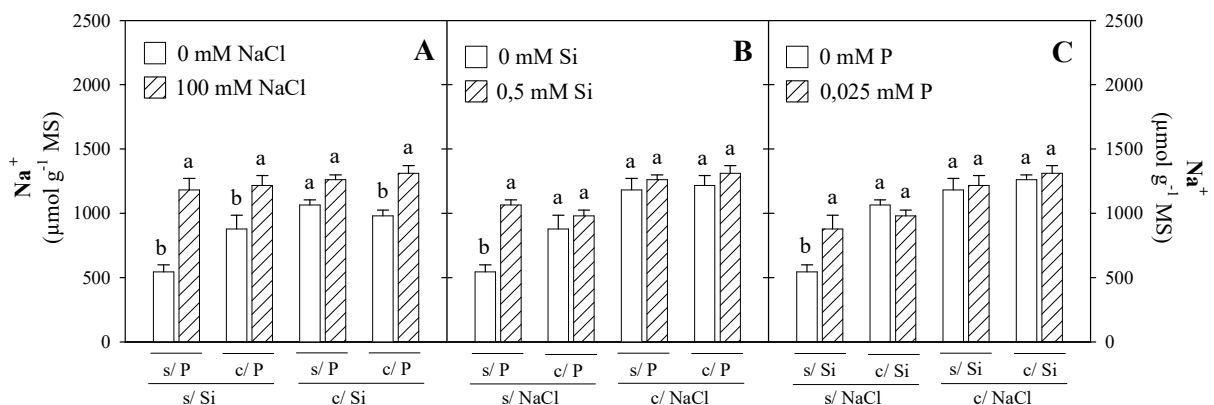 2500
2000
1500
1000
500
0
Na⁺
(µmol g⁻¹ MS)
A
0 mM NaCl
100 mM NaCl
b a b a a a b a
s/ P c/ P s/ P c/ P
s/ Si c/ Si
B
0 mM Si
0,5 mM Si
b a a a a a a a
s/ P c/ P s/ P c/ P
s/ NaCl c/ NaCl
C
0 mM P
0,025 mM P
b a a a a a a a
s/ Si c/ Si s/ Si c/ Si
s/ NaCl c/ NaCl
2500
2000
1500
1000
500
0
Na⁺
(µmol g⁻¹ MS)